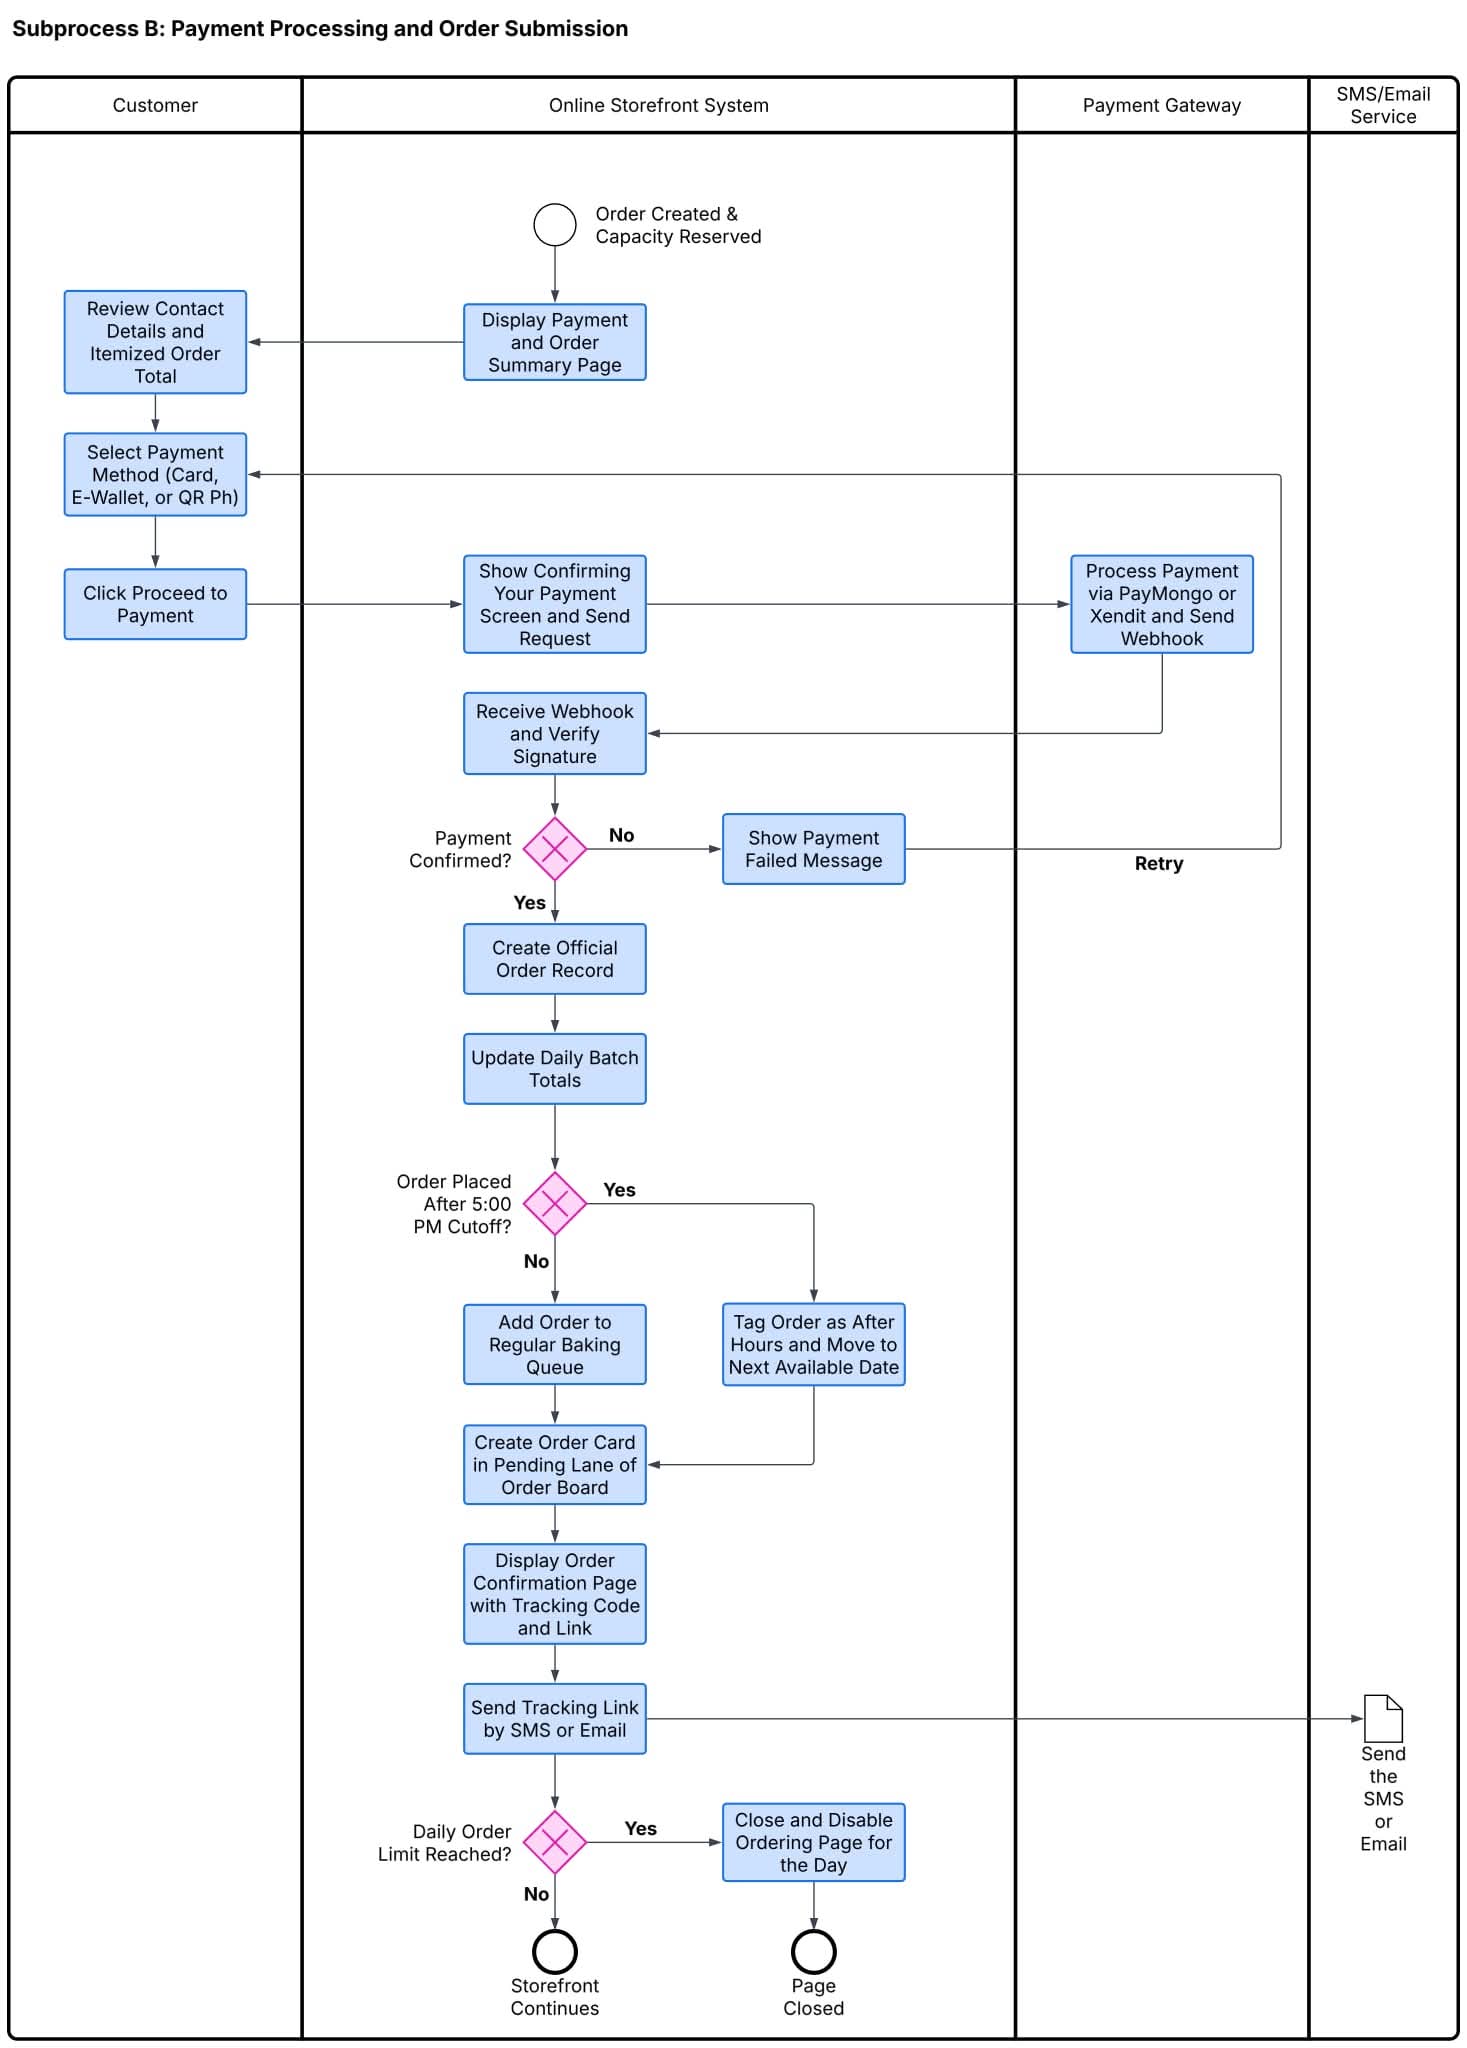 Subprocess B: Payment Processing and Order Submission
Customer
Online Storefront System
Payment Gateway
SMS/Email
Service
Order Created &
Capacity Reserved
Review Contact
Details and
Itemized Order
Total
Display Payment
and Order
Summary Page
Select Payment
Method (Card,
E-Wallet, or QR Ph)
Click Proceed to
Payment
Show Confirming
Your Payment
Screen and Send
Request
Process Payment
via PayMongo or
Xendit and Send
Webhook
Receive Webhook
and Verify
Signature
Payment
Confirmed?
No
Show Payment
Failed Message
Retry
Yes
Create Official
Order Record
Update Daily Batch
Totals
Order Placed
After 5:00
PM Cutoff?
Yes
No
Add Order to
Regular Baking
Queue
Tag Order as After
Hours and Move to
Next Available Date
Create Order Card
in Pending Lane of
Order Board
Display Order
Confirmation Page
with Tracking Code
and Link
Send Tracking Link
by SMS or Email
Send
the
SMS
or
Email
Daily Order
Limit Reached?
Yes
Close and Disable
Ordering Page for
the Day
No
Storefront
Continues
Page
Closed